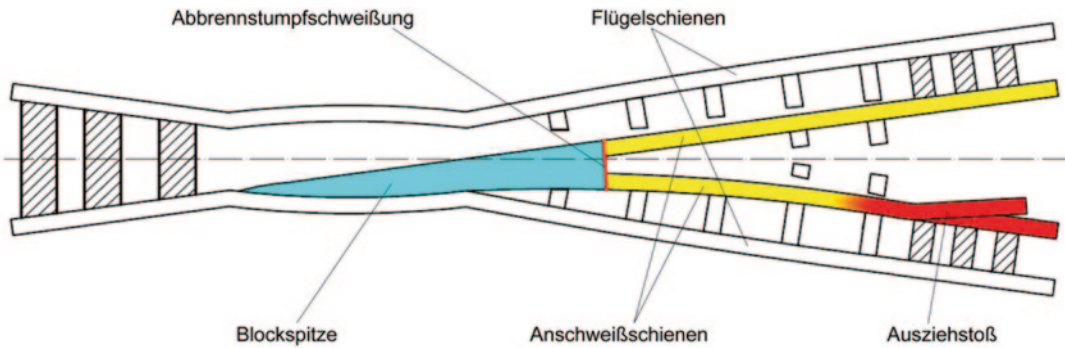 Abbrennstumpfschweißung
Flügelschienen
Blockspitze
Anschweißschienen
Ausziehstoß